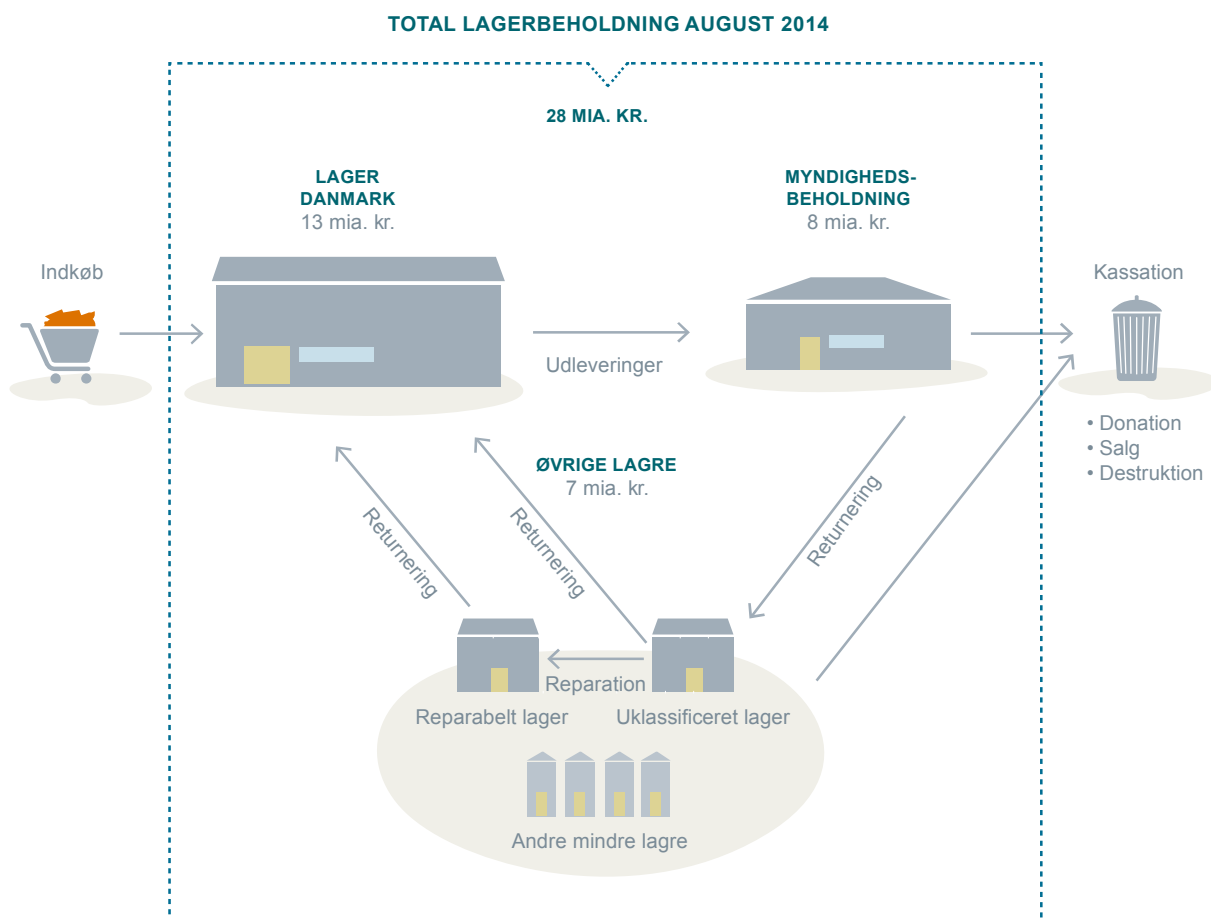 TOTAL LAGERBEHOLDNING AUGUST 2014
28 MIA. KR.
LAGER
DANMARK
13 mia. kr.
MYNDIGHEDS-
BEHOLDNING
8 mia. kr.
Indkøb
Kassation
Udleveringer
• Donation
• Salg
• Destruktion
ØVRIGE LAGRE
7 mia. kr.
Returnering
Returnering
Returnering
Reparation
Reparabelt lager
Uklassificeret lager
Andre mindre lagre